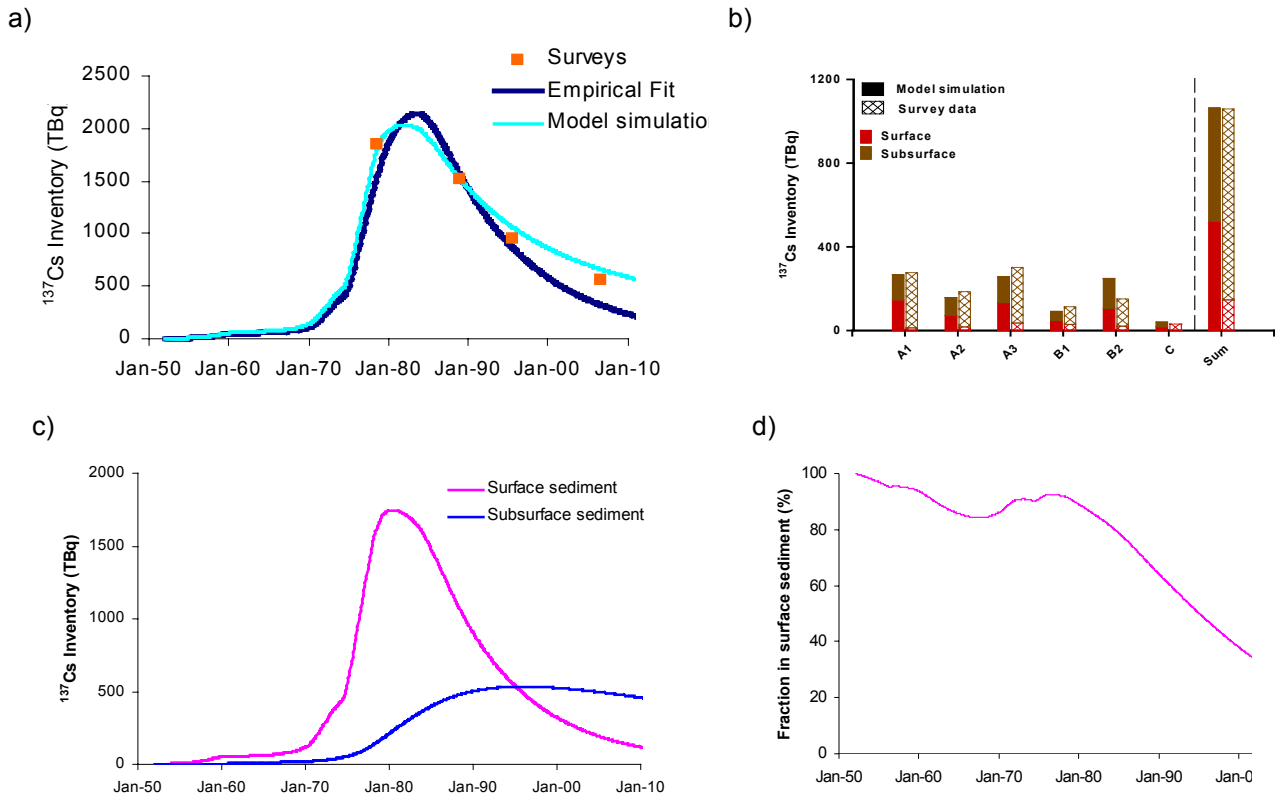 a)
Surveys
Empirical Fit
Model simulatio
2500
2000
1500
1000
500
0
¹³⁷Cs Inventory (TBq
Jan-50 Jan-60 Jan-70 Jan-80 Jan-90 Jan-00 Jan-10
b)
Model simulation
Survey data
Surface
Subsurface
1200
800
400
0
¹³⁷Cs Inventory (TBq)
A1 A2 A3 B1 B2 C Sum
c)
Surface sediment
Subsurface sediment
2000
1500
1000
500
0
¹³⁷Cs Inventory (TBq)
Jan-50 Jan-60 Jan-70 Jan-80 Jan-90 Jan-00 Jan-10
d)
100
80
60
40
20
0
Fraction in surface sediment (%)
Jan-50 Jan-60 Jan-70 Jan-80 Jan-90 Jan-0